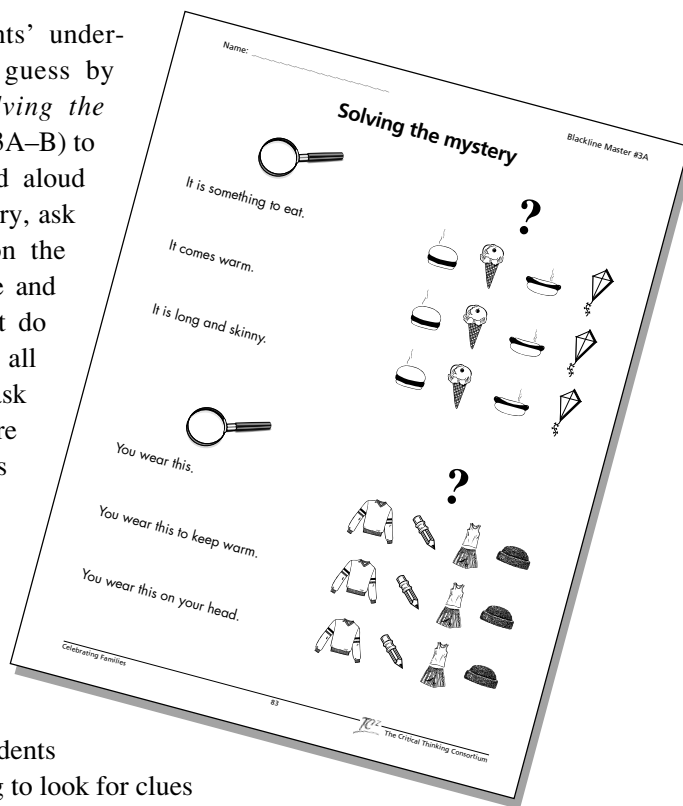 nts' under-
guess by
lving the
3A–B) to
d aloud
ry, ask
on the
e and
t do
all
ask
re
s
dents
g to look for clues
Name:
Blackline Master #3A
Solving the mystery
?
It is something to eat.
It comes warm.
It is long and skinny.
?
You wear this.
You wear this to keep warm.
You wear this on your head.
Celebrating Families
83
TC²
The Critical Thinking Consortium